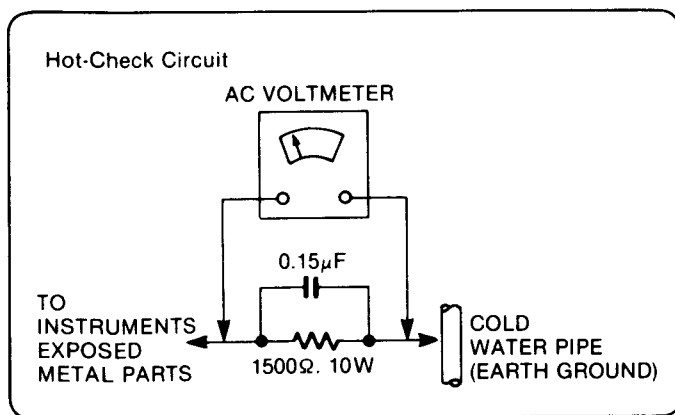 Hot-Check Circuit
AC VOLTMETER
0.15μF
TO
INSTRUMENTS
EXPOSED
METAL PARTS
1500Ω. 10W
COLD
WATER PIPE
(EARTH GROUND)